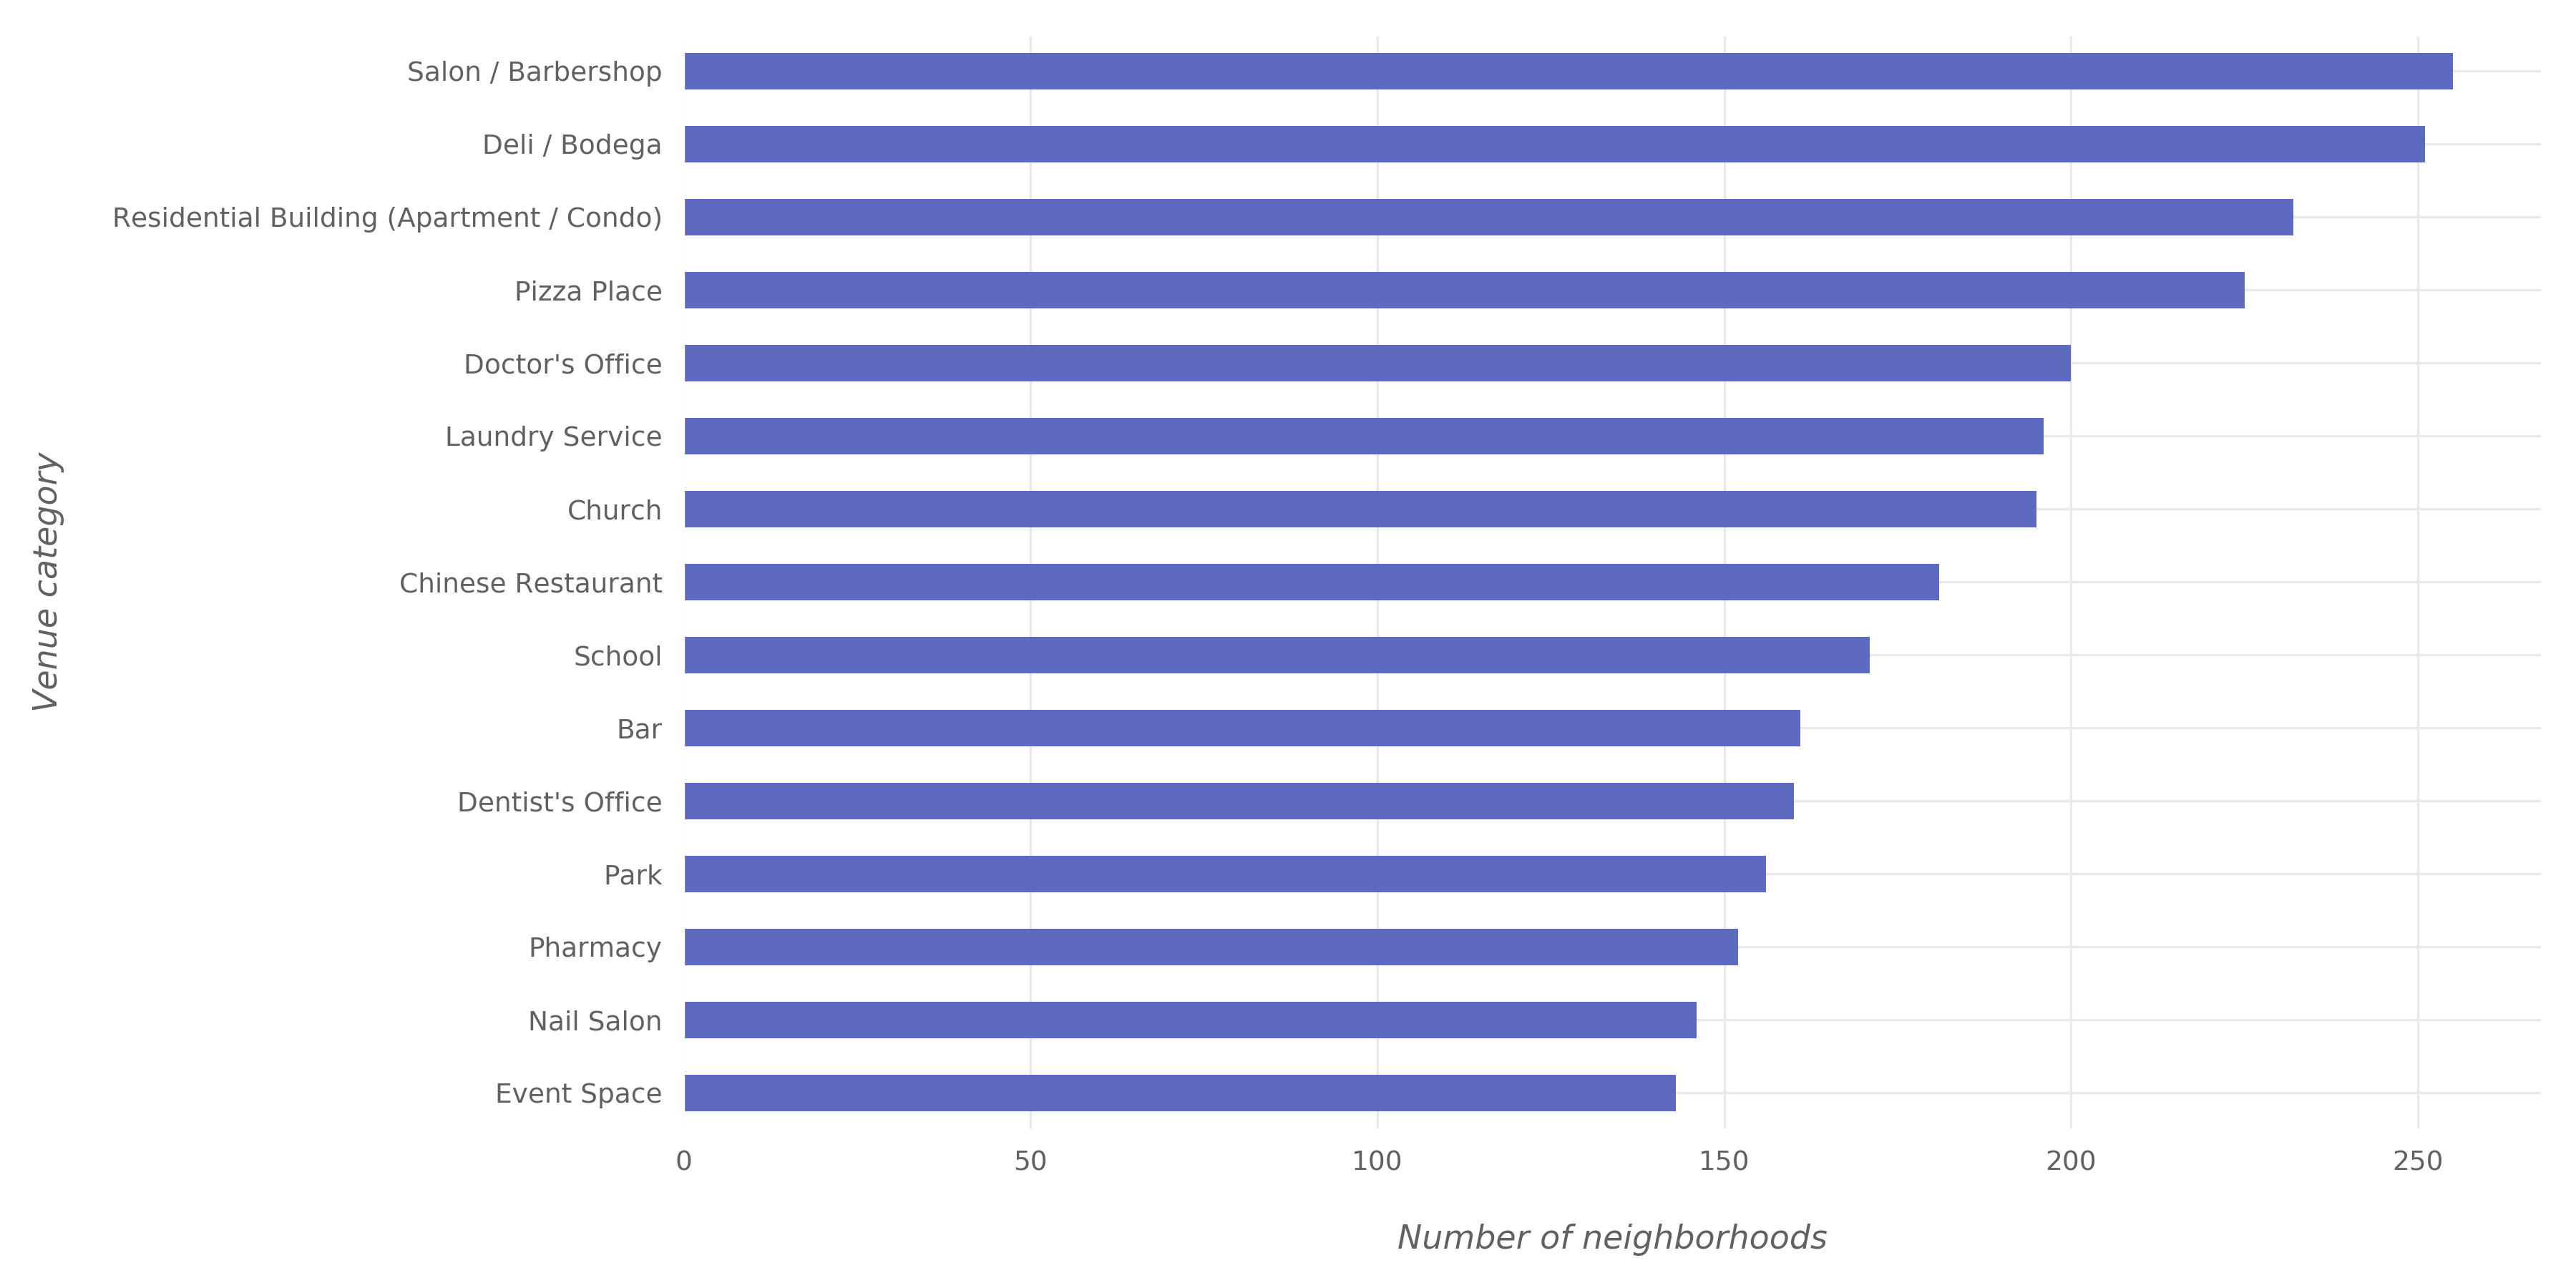 Salon / Barbershop
Deli / Bodega
Residential Building (Apartment / Condo)
Pizza Place
Doctor's Office
Laundry Service
Church
Chinese Restaurant
School
Bar
Dentist's Office
Park
Pharmacy
Nail Salon
Event Space
Venue category
0 50 100 150 200 250
Number of neighborhoods